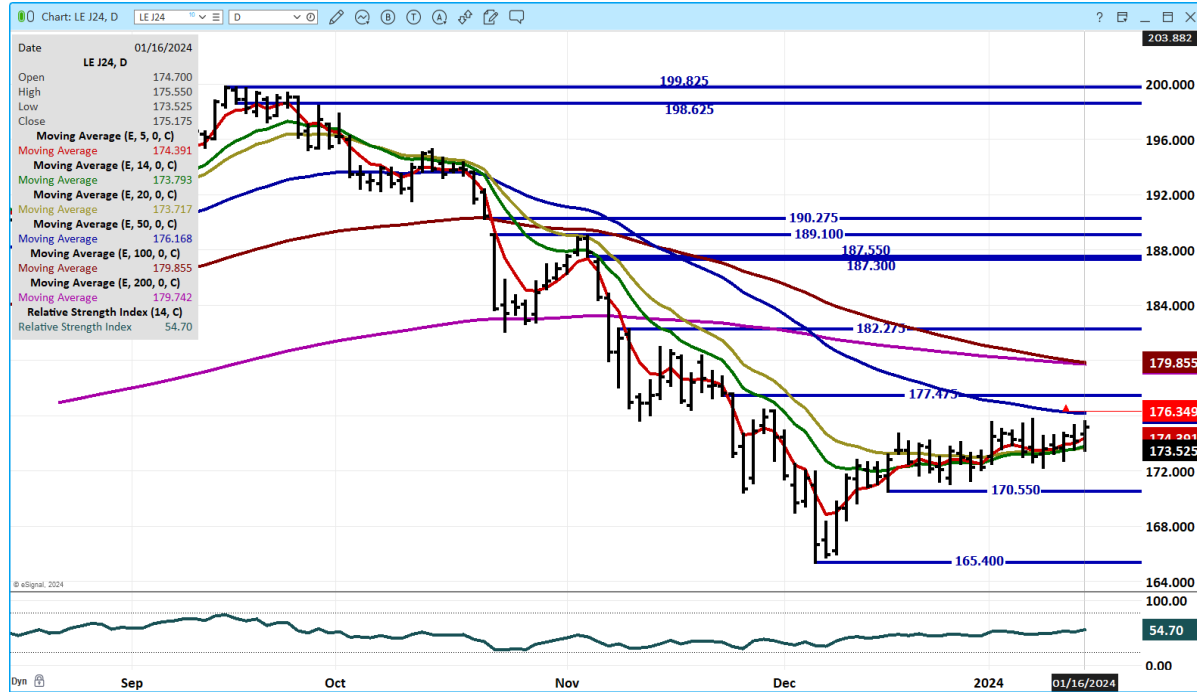 Chart: LE J24, D
LE J24
10
D
B
T
A
?
Date 01/16/2024
LE J24, D
Open 174.700
High 175.550
Low 173.525
Close 175.175
Moving Average (E, 5, 0, C)
Moving Average 174.391
Moving Average (E, 14, 0, C)
Moving Average 173.793
Moving Average (E, 20, 0, C)
Moving Average 173.717
Moving Average (E, 50, 0, C)
Moving Average 176.168
Moving Average (E, 100, 0, C)
Moving Average 179.855
Moving Average (E, 200, 0, C)
Moving Average 179.742
Relative Strength Index (14, C)
Relative Strength Index 54.70
199.825
198.625
190.275
189.100
187.550
187.300
182.275
177.475
170.550
165.400
203.882
200.000
196.000
192.000
188.000
184.000
179.855
176.349
174.391
173.525
172.000
168.000
164.000
© eSignal, 2024
100.00
54.70
0.00
Dyn
Sep Oct Nov Dec 2024 01/16/2024